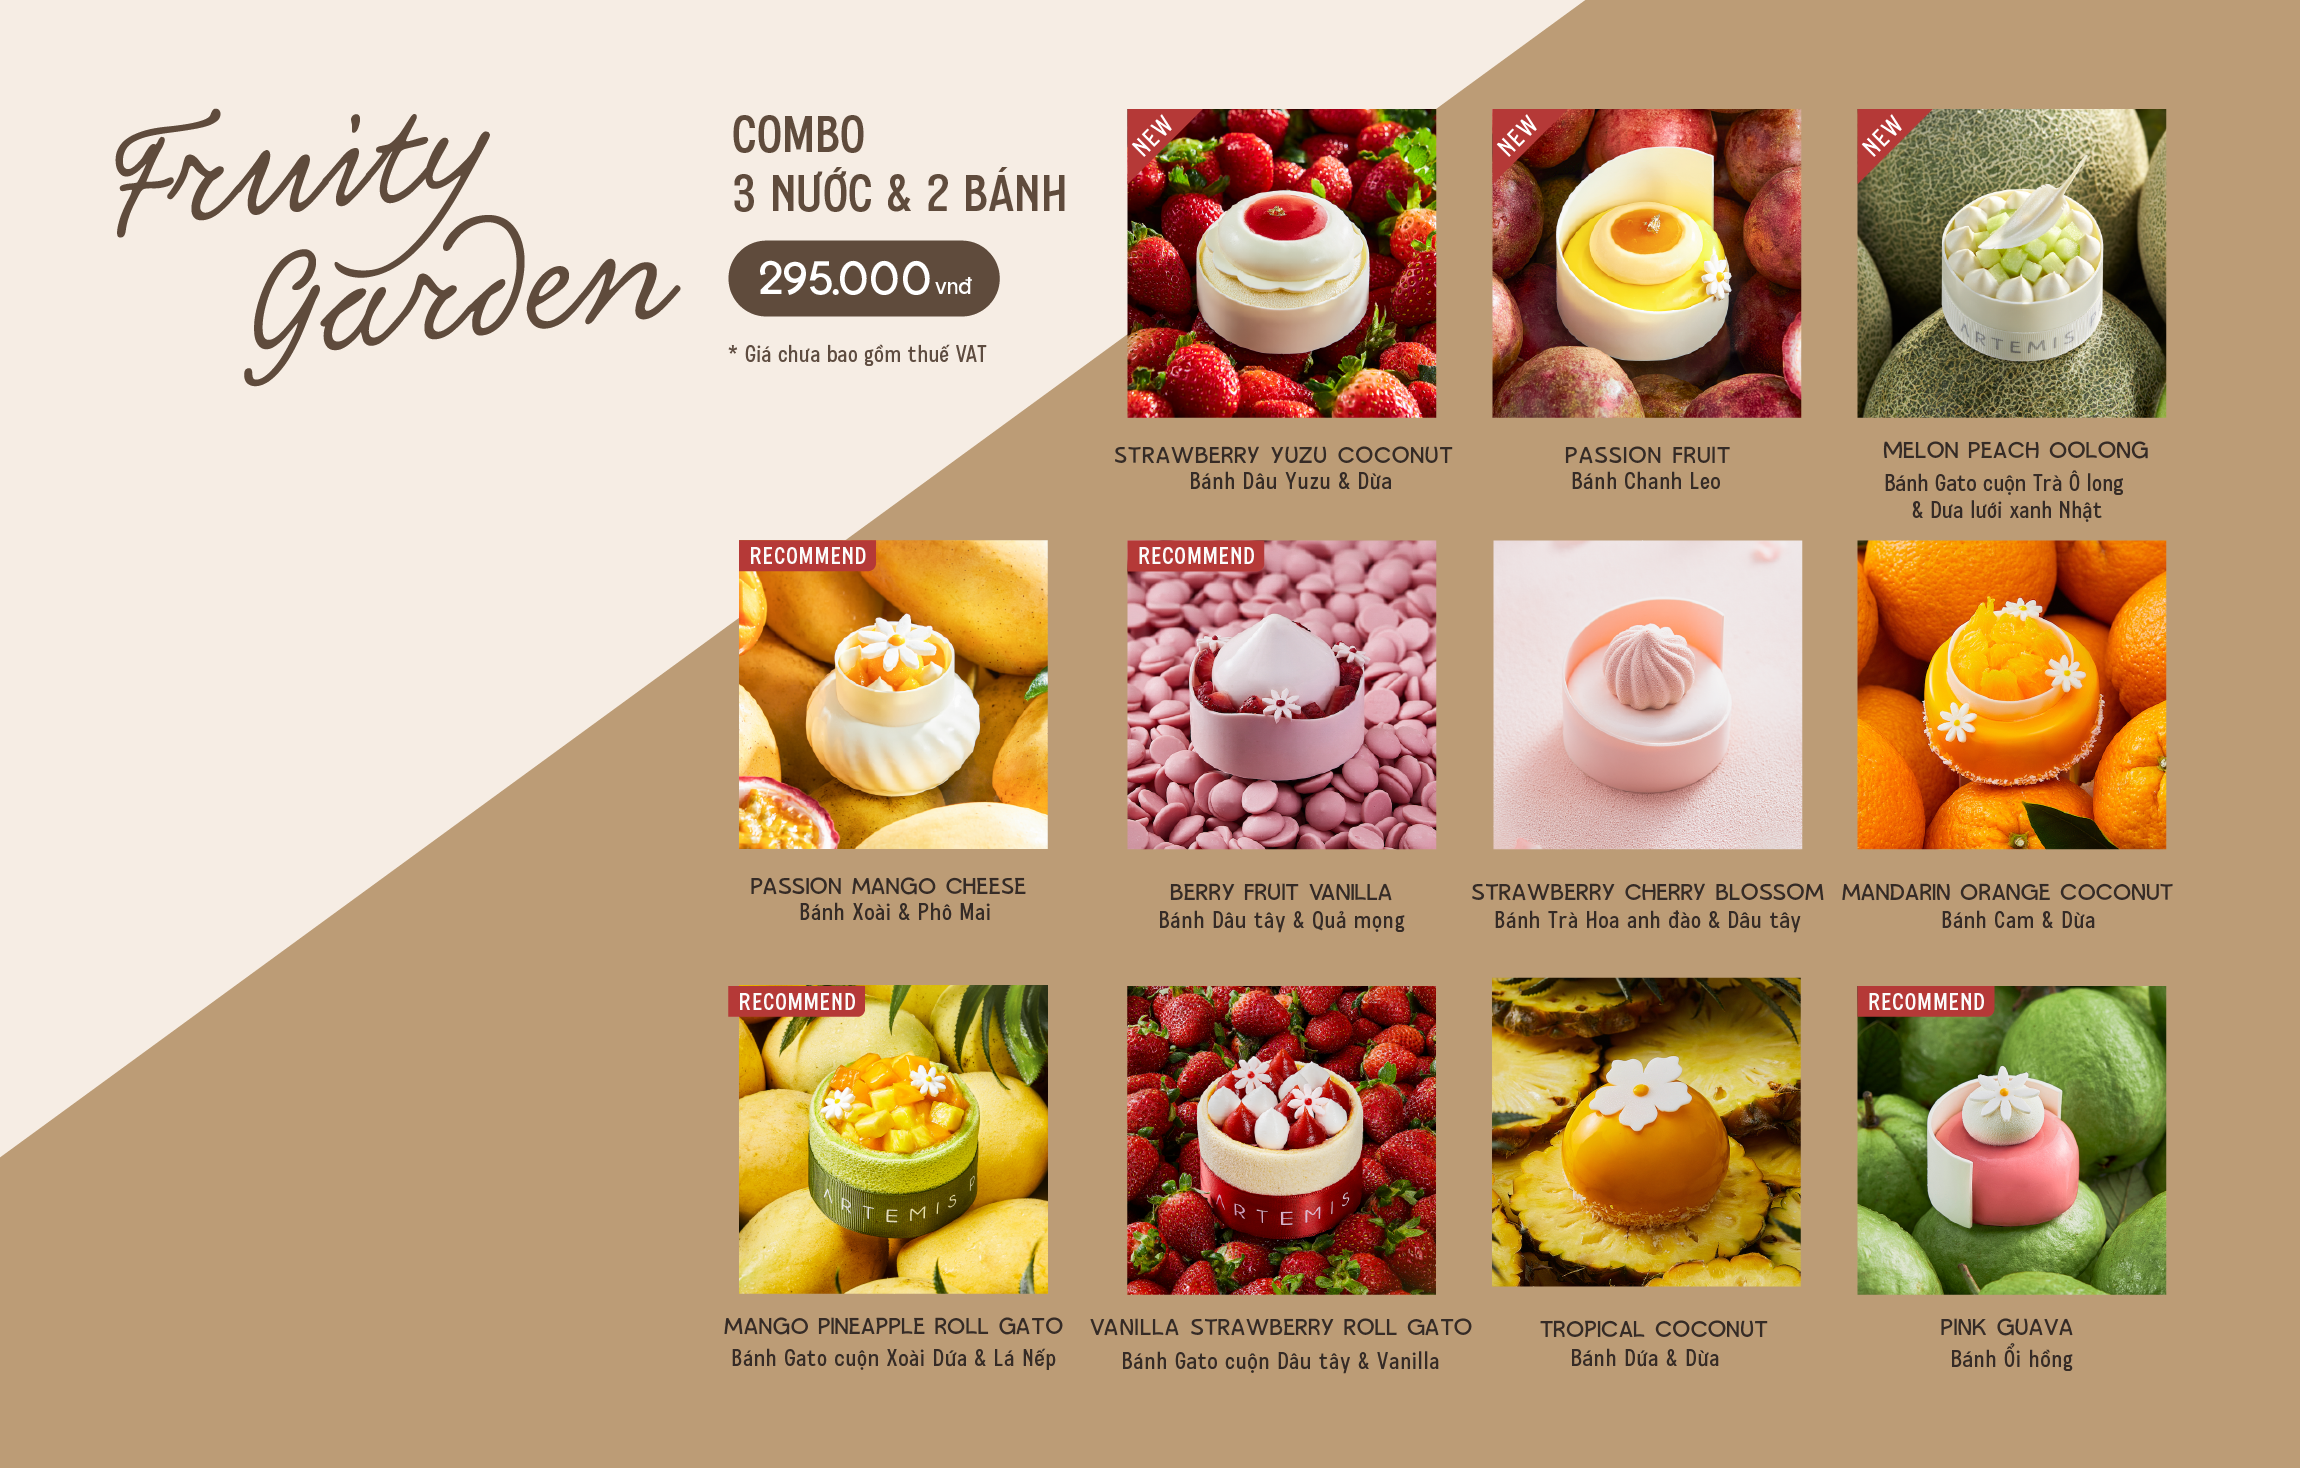 Fruity
Garden
COMBO
3 NƯỚC & 2 BÁNH
295.000 vnđ
* Giá chưa bao gồm thuế VAT
NEW
STRAWBERRY YUZU COCONUT
Bánh Dâu Yuzu & Dừa
NEW
PASSION FRUIT
Bánh Chanh Leo
NEW
ARTEMIS P
MELON PEACH OOLONG
Bánh Gato cuộn Trà Ô long
& Dưa lưới xanh Nhật
RECOMMEND
PASSION MANGO CHEESE
Bánh Xoài & Phô Mai
RECOMMEND
BERRY FRUIT VANILLA
Bánh Dâu tây & Quả mọng
STRAWBERRY CHERRY BLOSSOM
Bánh Trà Hoa anh đào & Dâu tây
MANDARIN ORANGE COCONUT
Bánh Cam & Dừa
RECOMMEND
ARTEMIS P
MANGO PINEAPPLE ROLL GATO
Bánh Gato cuộn Xoài Dứa & Lá Nếp
ARTEMIS
VANILLA STRAWBERRY ROLL GATO
Bánh Gato cuộn Dâu tây & Vanilla
TROPICAL COCONUT
Bánh Dứa & Dừa
RECOMMEND
PINK GUAVA
Bánh Ổi hồng